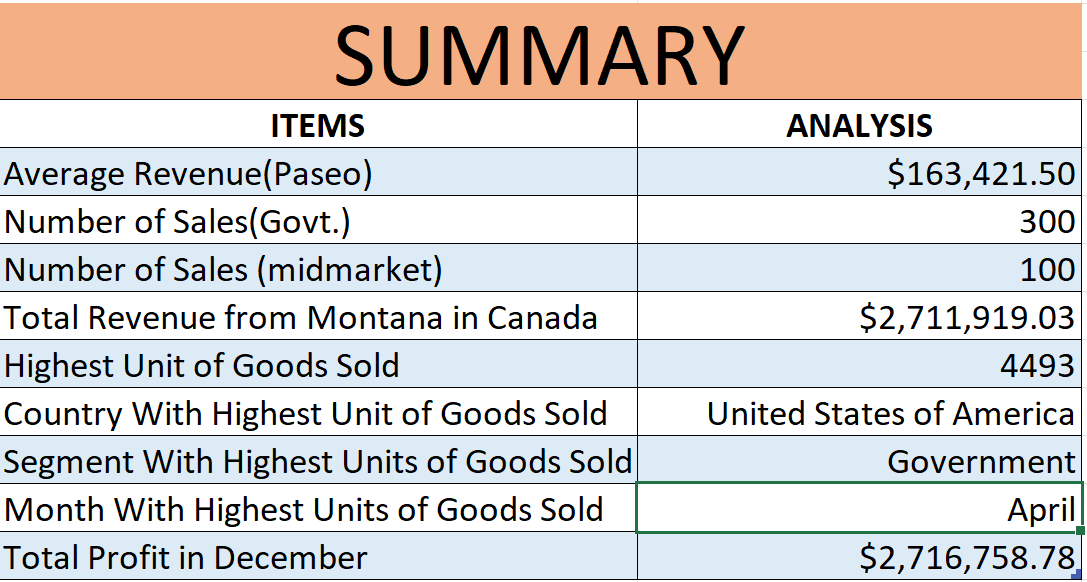 SUMMARY
ITEMS ANALYSIS
Average Revenue(Paseo) $163,421.50
Number of Sales(Govt.) 300
Number of Sales (midmarket) 100
Total Revenue from Montana in Canada $2,711,919.03
Highest Unit of Goods Sold 4493
Country With Highest Unit of Goods Sold United States of America
Segment With Highest Units of Goods Sold Government
Month With Highest Units of Goods Sold April
Total Profit in December $2,716,758.78